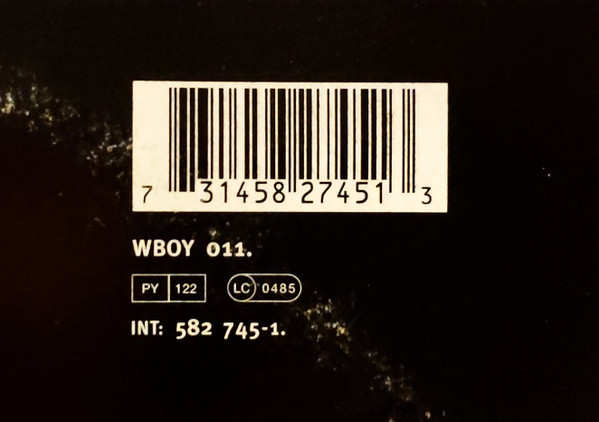 7 31458 27451 3
WBOY 011.
PY 122 LC 0485
INT: 582 745-1.